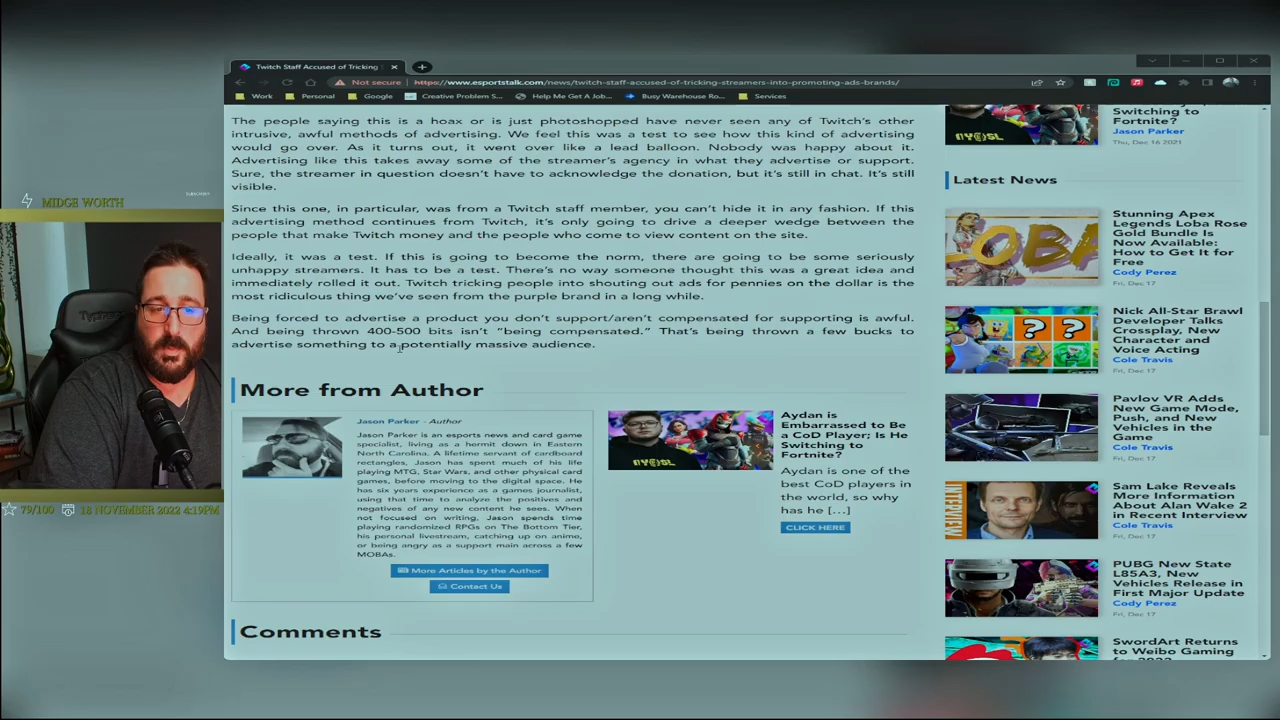 Twitch Staff Accused of Tricking
Not secure
https://www.esportstalk.com/news/twitch-staff-accused-of-tricking-streamers-into-promoting-ads-brands/
Work
Personal
Google
Creative Problem S...
Help Me Get A Job...
Busy Warehouse Ro...
Services
MIDGE WORTH
79/100
18 NOVEMBER 2022 4:19PM
The people saying this is a hoax or is just photoshopped have never seen any of Twitch's other
intrusive, awful methods of advertising. We feel this was a test to see how this kind of advertising
would go over. As it turns out, it went over like a lead balloon. Nobody was happy about it.
Advertising like this takes away some of the streamer's agency in what they advertise or support.
Sure, the streamer in question doesn't have to acknowledge the donation, but it's still in chat. It's still
visible.
Since this one, in particular, was from a Twitch staff member, you can't hide it in any fashion. If this
advertising method continues from Twitch, it's only going to drive a deeper wedge between the
people that make Twitch money and the people who come to view content on the site.
Ideally, it was a test. If this is going to become the norm, there are going to be some seriously
unhappy streamers. It has to be a test. There's no way someone thought this was a great idea and
immediately rolled it out. Twitch tricking people into shouting out ads for pennies on the dollar is the
most ridiculous thing we've seen from the purple brand in a long while.
Being forced to advertise a product you don't support/aren't compensated for supporting is awful.
And being thrown 400-500 bits isn't "being compensated." That's being thrown a few bucks to
advertise something to a potentially massive audience.
More from Author
Jason Parker - Author
Jason Parker is an esports news and card game
specialist, living as a hermit down in Eastern
North Carolina. A lifetime servant of cardboard
rectangles, Jason has spent much of his life
playing MTG, Star Wars, and other physical card
games, before moving to the digital space. He
has six years experience as a games journalist,
using that time to analyze the positives and
negatives of any new content he sees. When
not focused on writing, Jason spends time
playing randomized RPGs on The Bottom Tier,
his personal livestream, catching up on anime,
or being angry as a support main across a few
MOBAs.
More Articles by the Author
Contact Us
NYCSL
Aydan is
Embarrassed to Be
a CoD Player; Is He
Switching to
Fortnite?
Aydan is one of the
best CoD players in
the world, so why
has he [...]
CLICK HERE
Comments
NYCSL
Switching to
Fortnite?
Jason Parker
Thu, Dec 16 2021
Latest News
Stunning Apex
Legends Loba Rose
Gold Bundle Is
Now Available:
How to Get It for
Free
Cody Perez
Fri, Dec 17
Nick All-Star Brawl
Developer Talks
Crossplay, New
Character and
Voice Acting
Cole Travis
Fri, Dec 17
Pavlov VR Adds
New Game Mode,
Push, and New
Vehicles in the
Game
Cole Travis
Fri, Dec 17
INTERVIEW
Sam Lake Reveals
More Information
About Alan Wake 2
in Recent Interview
Cole Travis
Fri, Dec 17
PUBG New State
L85A3, New
Vehicles Release in
First Major Update
Cody Perez
Fri, Dec 17
SwordArt Returns
to Weibo Gaming
for 2022